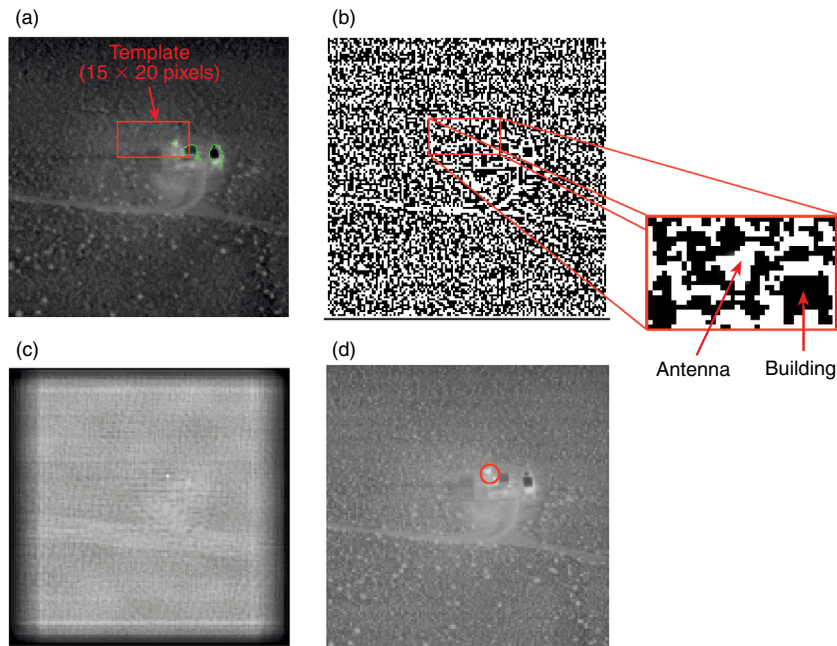 (a)
Template
(15 × 20 pixels)
(b)
Antenna
Building
(c)
(d)